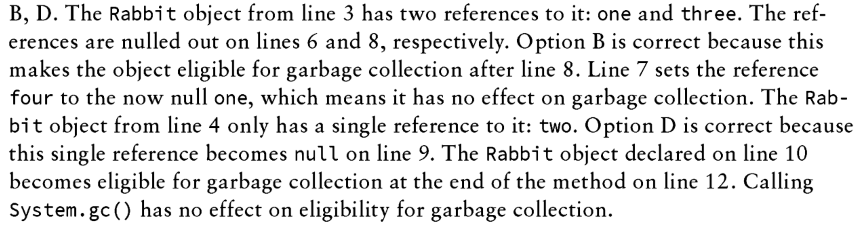 B, D. The Rabbit object from line 3 has two references to it: one and three. The ref-
erences are nulled out on lines 6 and 8, respectively. Option B is correct because this
makes the object eligible for garbage collection after line 8. Line 7 sets the reference
four to the now null one, which means it has no effect on garbage collection. The Rab-
bit object from line 4 only has a single reference to it: two. Option D is correct because
this single reference becomes null on line 9. The Rabbit object declared on line 10
becomes eligible for garbage collection at the end of the method on line 12. Calling
System.gc() has no effect on eligibility for garbage collection.